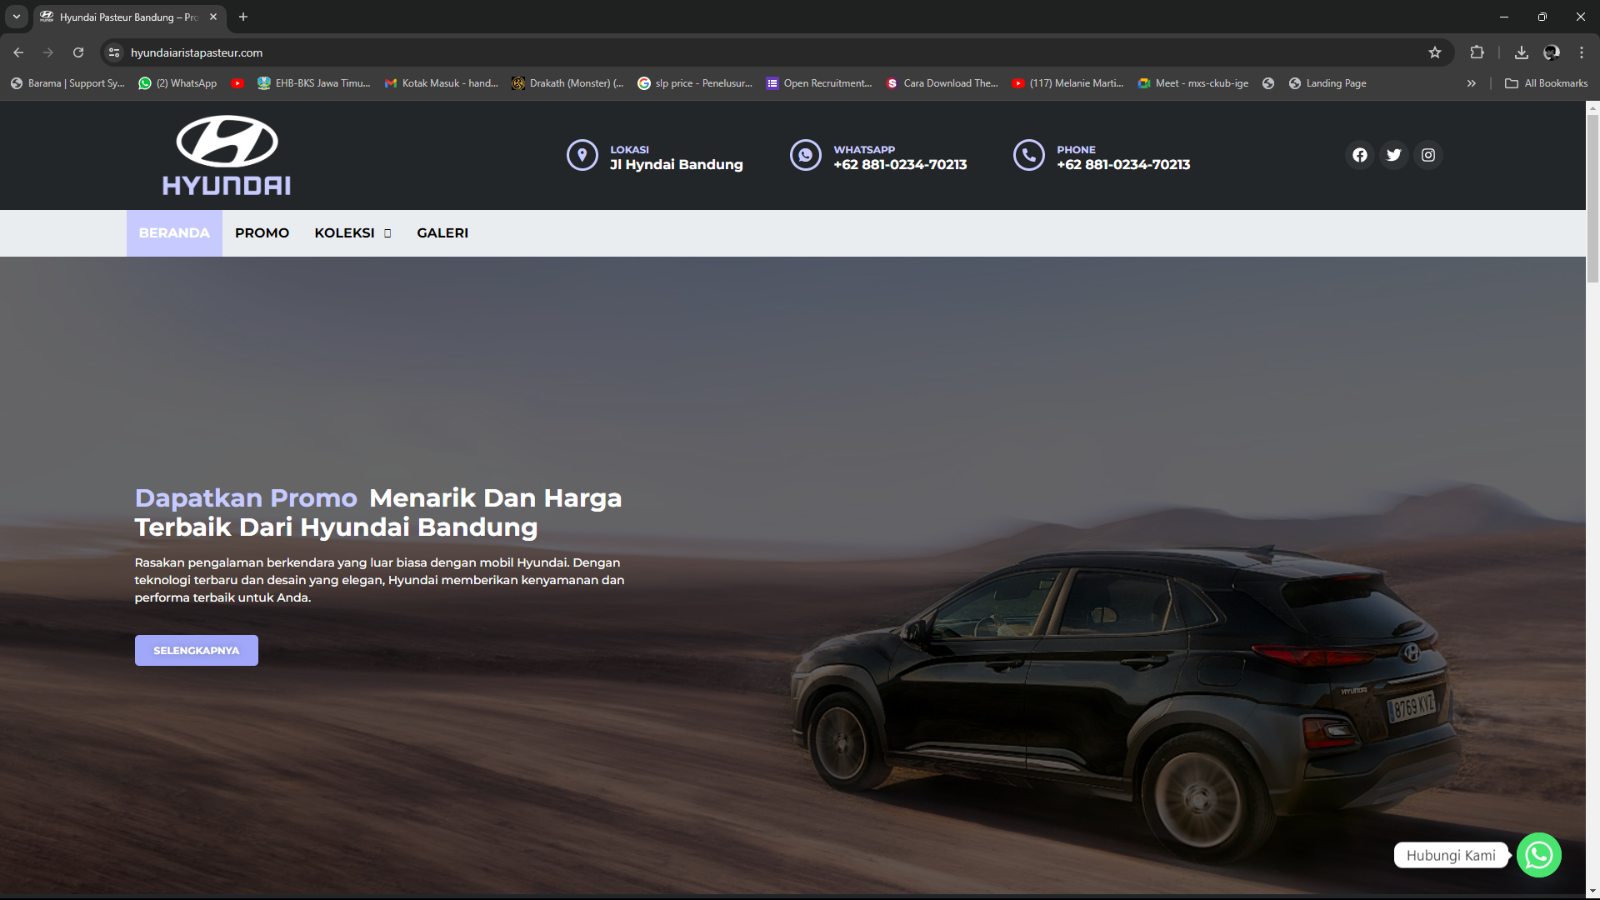 Hyundai Pasteur Bandung – Pro
hyundaiaristapasteur.com
Barama | Support Sy... (2) WhatsApp EHB-BKS Jawa Timu... Kotak Masuk - hand... Drakath (Monster) (... slp price - Penelusur... Open Recruitment... Cara Download The... (117) Melanie Marti... Meet - mxs-ckub-ige Landing Page » All Bookmarks
HYUNDAI
LOKASI
Jl Hyndai Bandung
WHATSAPP
+62 881-0234-70213
PHONE
+62 881-0234-70213
BERANDA PROMO KOLEKSI GALERI
Dapatkan Promo Menarik Dan Harga
Terbaik Dari Hyundai Bandung
Rasakan pengalaman berkendara yang luar biasa dengan mobil Hyundai. Dengan
teknologi terbaru dan desain yang elegan, Hyundai memberikan kenyamanan dan
performa terbaik untuk Anda.
SELENGKAPNYA
HYUNDAI
8769 KVZ
Hubungi Kami